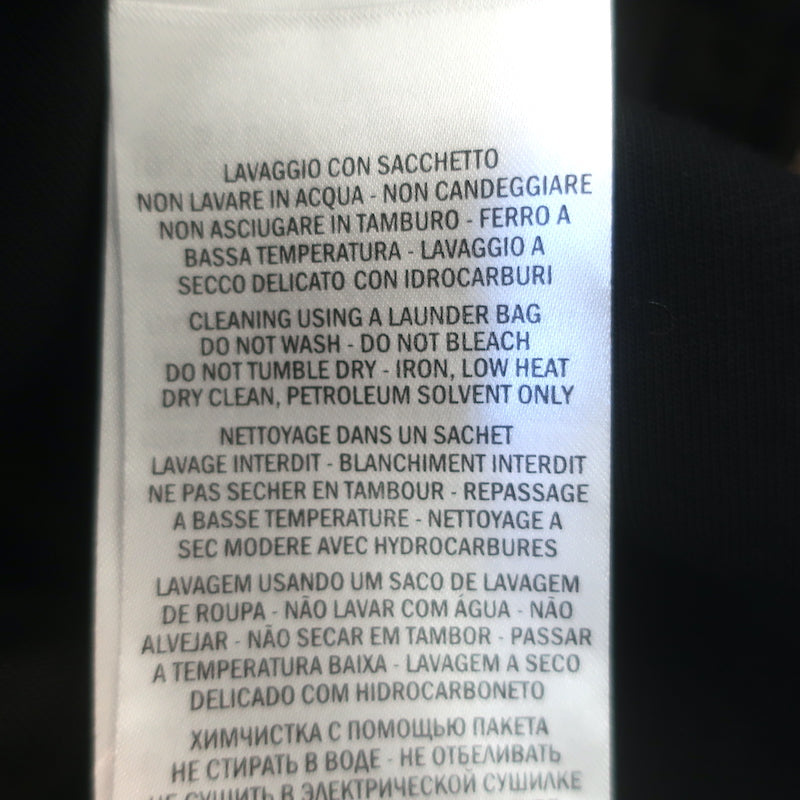 LAVAGGIO CON SACCHETTO
NON LAVARE IN ACQUA - NON CANDEGGIARE
NON ASCIUGARE IN TAMBURO - FERRO A
BASSA TEMPERATURA - LAVAGGIO A
SECCO DELICATO CON IDROCARBURI
CLEANING USING A LAUNDER BAG
DO NOT WASH - DO NOT BLEACH
DO NOT TUMBLE DRY - IRON, LOW HEAT
DRY CLEAN, PETROLEUM SOLVENT ONLY
NETTOYAGE DANS UN SACHET
LAVAGE INTERDIT - BLANCHIMENT INTERDIT
NE PAS SECHER EN TAMBOUR - REPASSAGE
A BASSE TEMPERATURE - NETTOYAGE A
SEC MODERE AVEC HYDROCARBURES
LAVAGEM USANDO UM SACO DE LAVAGEM
DE ROUPA - NÃO LAVAR COM ÁGUA - NÃO
ALVEJAR - NÃO SECAR EM TAMBOR - PASSAR
A TEMPERATURA BAIXA - LAVAGEM A SECO
DELICADO COM HIDROCARBONETO
ХИМЧИСТКА С ПОМОЩЬЮ ПАКЕТА
НЕ СТИРАТЬ В ВОДЕ - НЕ ОТБЕЛИВАТЬ
НЕ СУШИТЬ В ЭЛЕКТРИЧЕСКОЙ СУШИЛКЕ